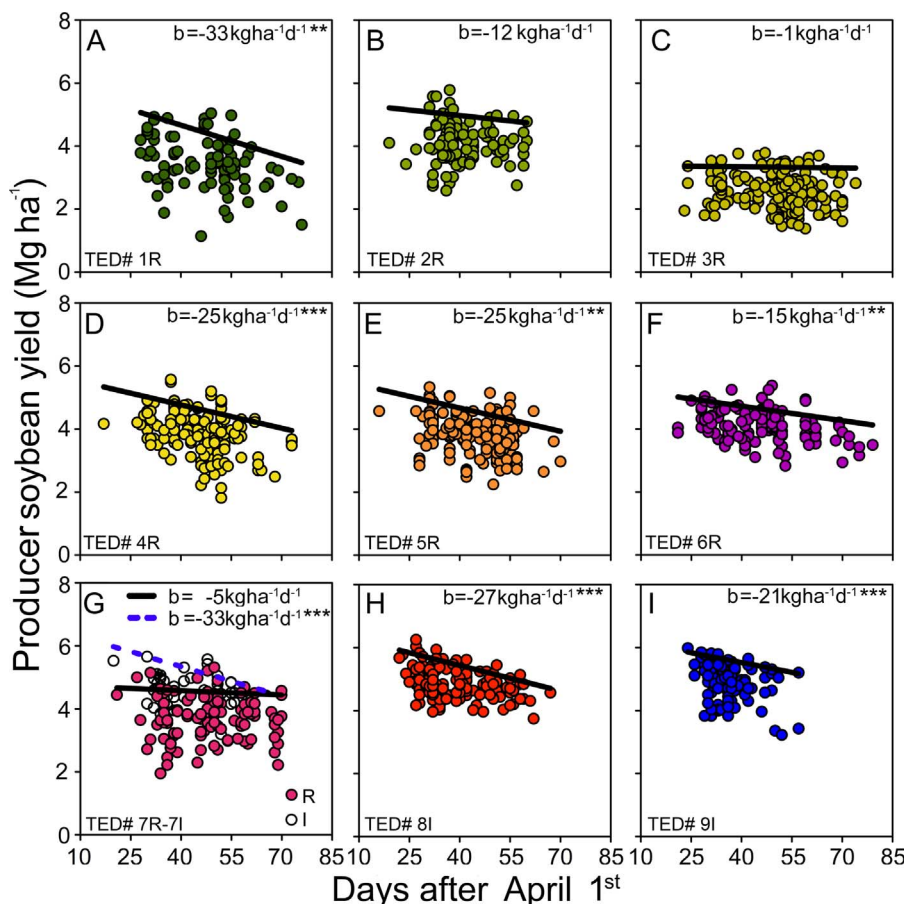 Producer soybean yield (Mg ha⁻¹)
8
6
4
2
0
A
b=-33kgha⁻¹d⁻¹**
TED# 1R
B
b=-12 kgha⁻¹d⁻¹
TED# 2R
C
b=-1kgha⁻¹d⁻¹
TED# 3R
8
6
4
2
0
D
b=-25kgha⁻¹d⁻¹***
TED# 4R
E
b=-25kgha⁻¹d⁻¹**
TED# 5R
F
b=-15kgha⁻¹d⁻¹**
TED# 6R
8
6
4
2
0
G
b= -5kgha⁻¹d⁻¹
b=-33kgha⁻¹d⁻¹***
R
I
TED# 7R-7I
H
b=-27kgha⁻¹d⁻¹***
TED# 8I
I
b=-21kgha⁻¹d⁻¹***
TED# 9I
10 25 40 55 70 85 10 25 40 55 70 85 10 25 40 55 70 85
Days after April 1ˢᵗ